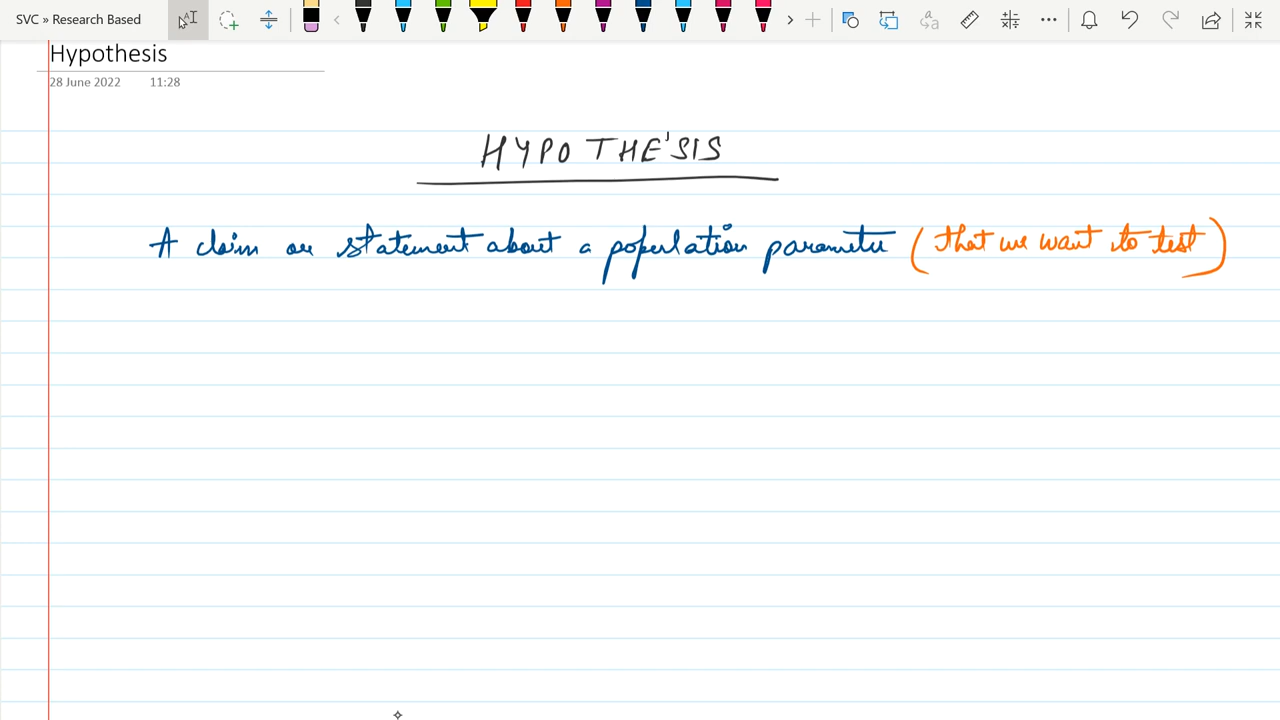 SVC » Research Based
Hypothesis
28 June 2022 11:28
HYPOTHESIS
A claim or statement about a population parameter (that we want to test)